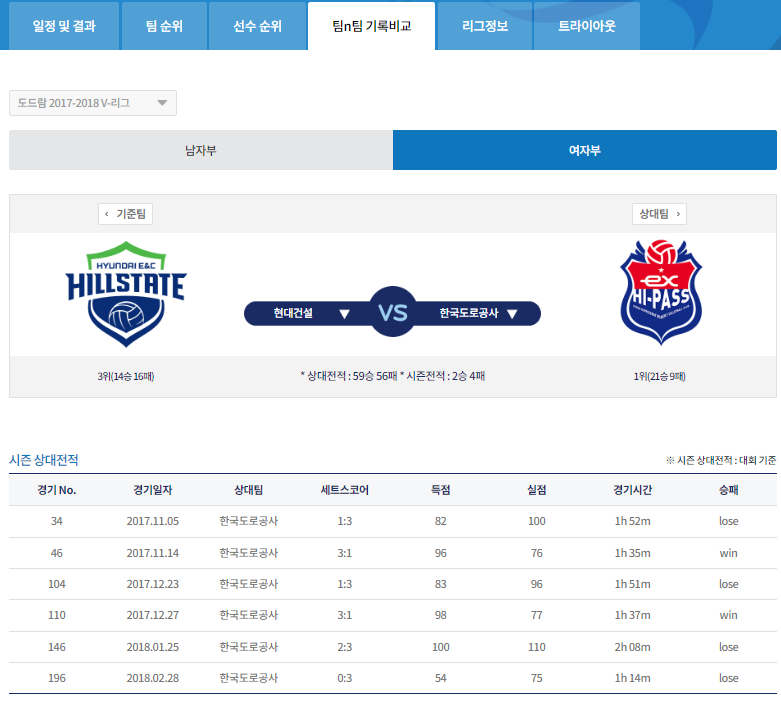 일정 및 결과 팀 순위 선수 순위 팀n팀 기록비교 리그정보 트라이아웃
도드람 2017-2018 V-리그
남자부 여자부
‹ 기준팀 상대팀 ›
HYUNDAI E&C
HILLSTATE
ex
HI-PASS
현대건설 ▼ VS 한국도로공사 ▼
3위(14승 16패) * 상대전적 : 59승 56패 * 시즌전적 : 2승 4패 1위(21승 9패)
시즌 상대전적 ※ 시즌 상대전적 : 대회 기준
경기 No. 경기일자 상대팀 세트스코어 득점 실점 경기시간 승패
34 2017.11.05 한국도로공사 1:3 82 100 1h 52m lose
46 2017.11.14 한국도로공사 3:1 96 76 1h 35m win
104 2017.12.23 한국도로공사 1:3 83 96 1h 51m lose
110 2017.12.27 한국도로공사 3:1 98 77 1h 37m win
146 2018.01.25 한국도로공사 2:3 100 110 2h 08m lose
196 2018.02.28 한국도로공사 0:3 54 75 1h 14m lose